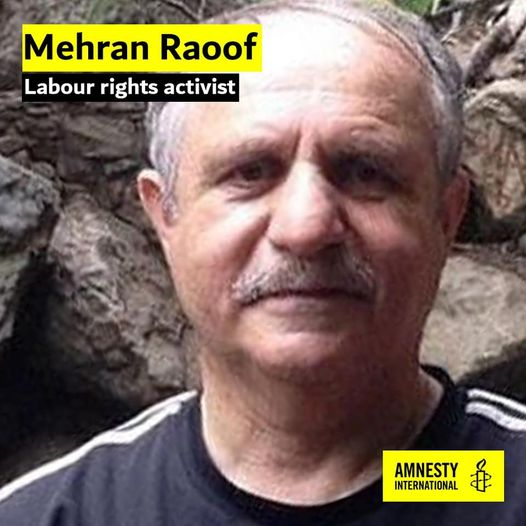 Mehran Raoof
Labour rights activist
AMNESTY
INTERNATIONAL